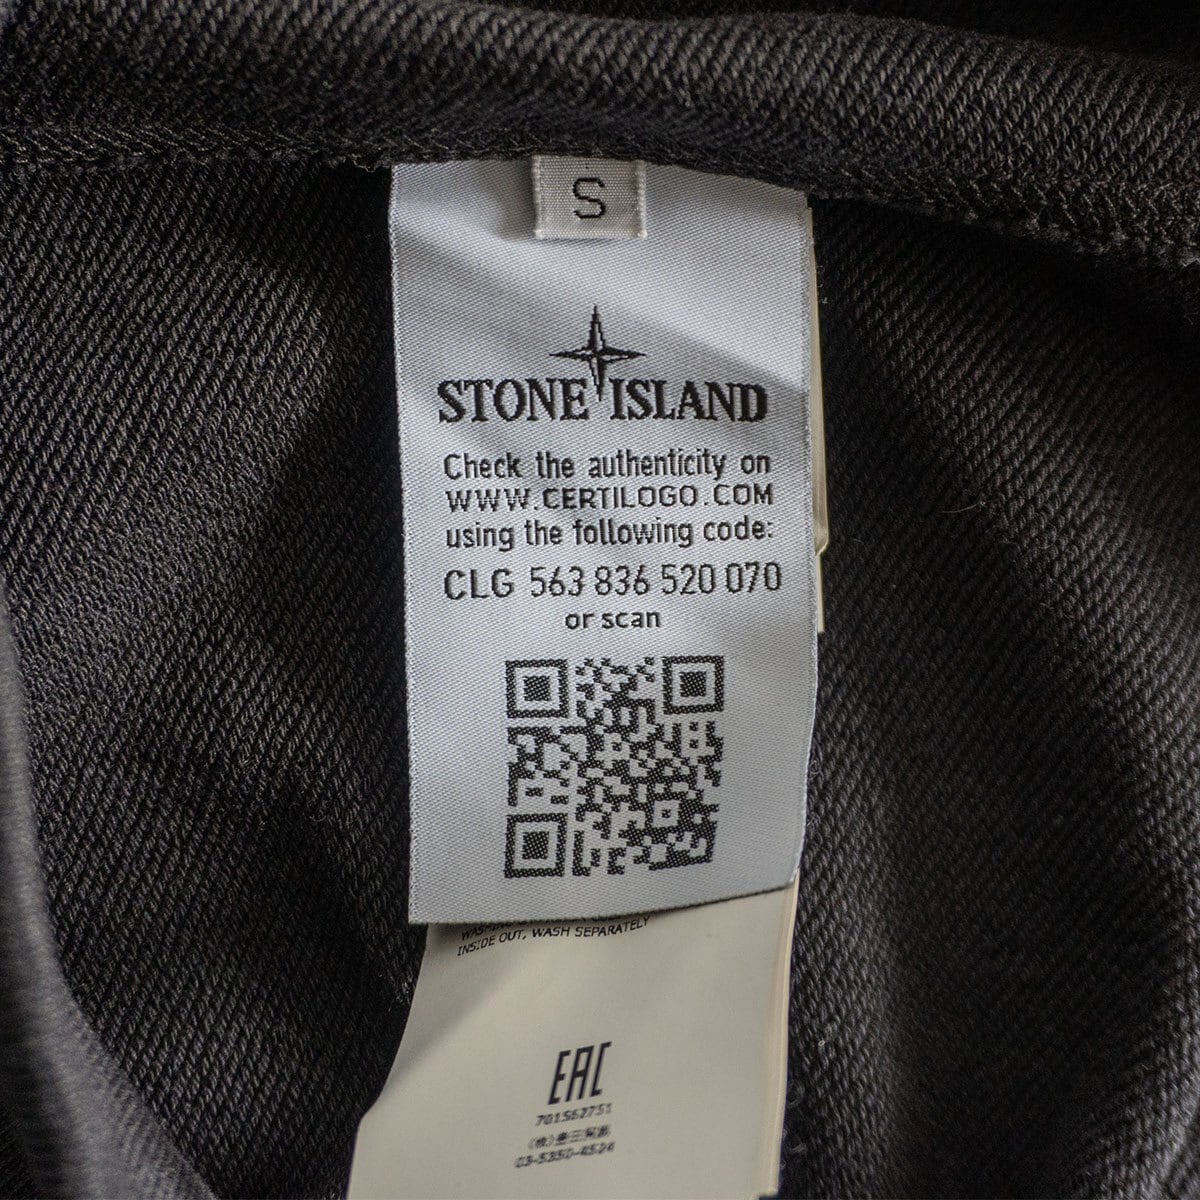 S
STONE ISLAND
Check the authenticity on
WWW.CERTILOGO.COM
using the following code:
CLG 563 836 520 070
or scan
INSIDE OUT, WASH SEPARATELY
EAC
701562751
03-5350-4524